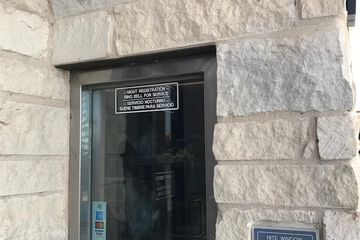 - NIGHT REGISTRATION -
RING BELL FOR SERVICE
- SERVICIO NOCTURNO -
SUENE TIMBRE PARA SERVICIO
NITE WINDOW